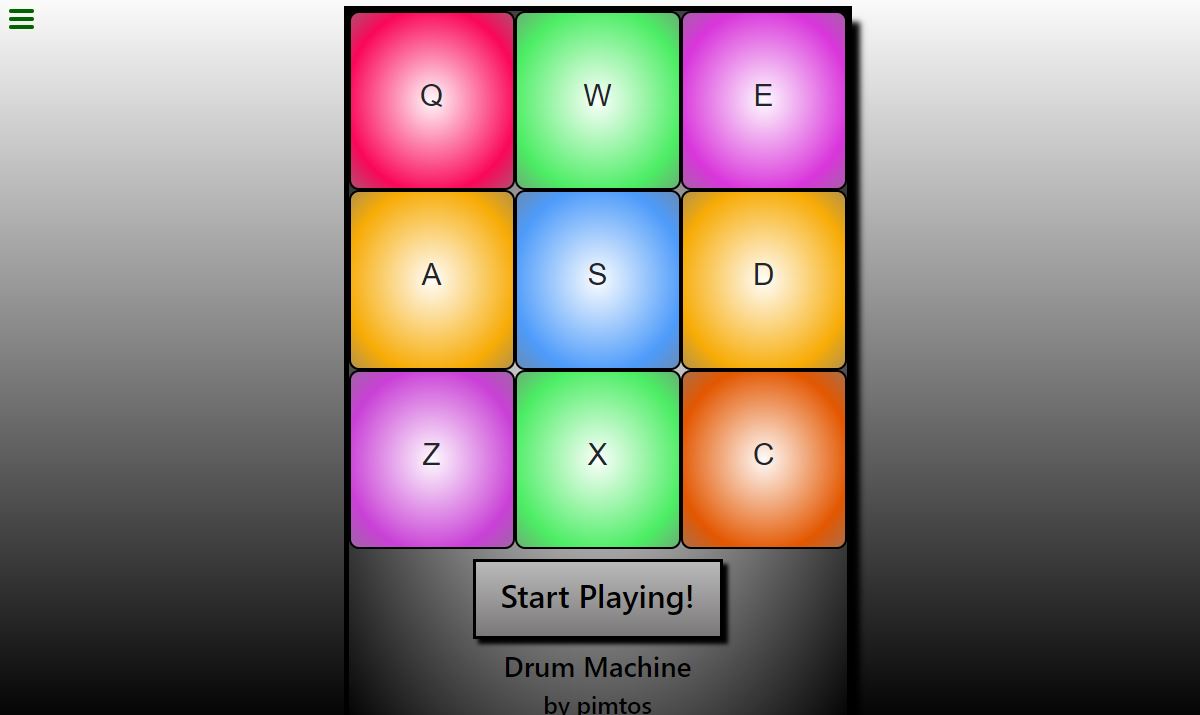 Q W E
A S D
Z X C
Start Playing!
Drum Machine
by pimtos